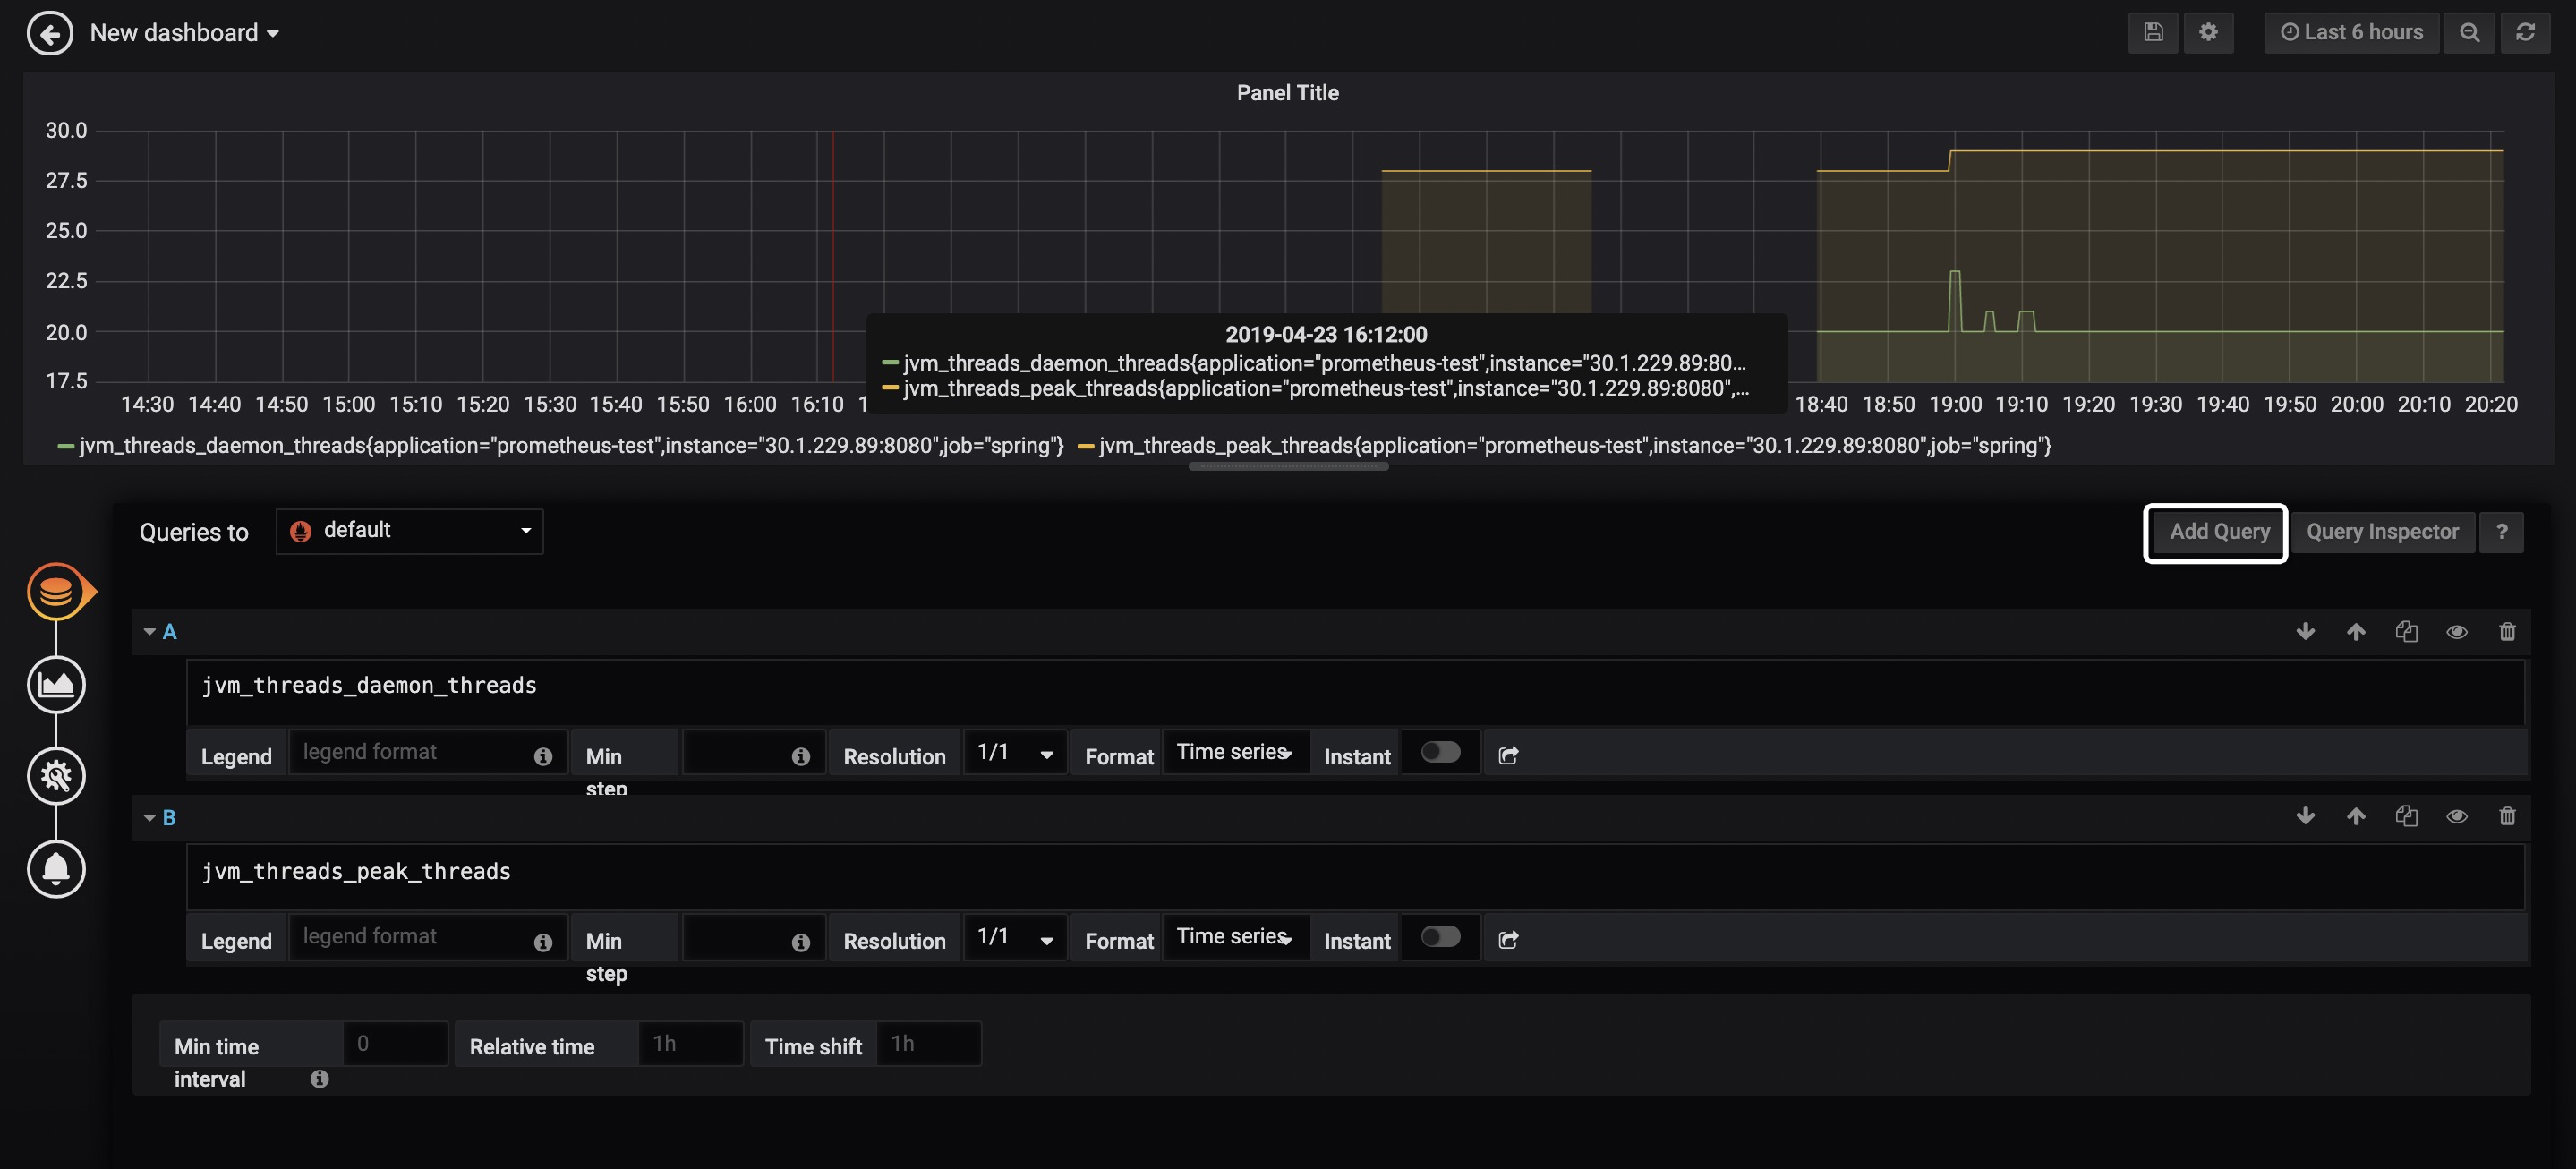 New dashboard
Last 6 hours
Panel Title
30.0
27.5
25.0
22.5
20.0
17.5
2019-04-23 16:12:00
jvm_threads_daemon_threads{application="prometheus-test",instance="30.1.229.89:80...
jvm_threads_peak_threads{application="prometheus-test",instance="30.1.229.89:8080",...
14:30 14:40 14:50 15:00 15:10 15:20 15:30 15:40 15:50 16:00 16:10 1 18:40 18:50 19:00 19:10 19:20 19:30 19:40 19:50 20:00 20:10 20:20
jvm_threads_daemon_threads{application="prometheus-test",instance="30.1.229.89:8080",job="spring"} jvm_threads_peak_threads{application="prometheus-test",instance="30.1.229.89:8080",job="spring"}
Queries to default Add Query Query Inspector ?
A
jvm_threads_daemon_threads
Legend legend format Min step Resolution 1/1 Format Time series Instant
B
jvm_threads_peak_threads
Legend legend format Min step Resolution 1/1 Format Time series Instant
Min time interval 0 Relative time 1h Time shift 1h